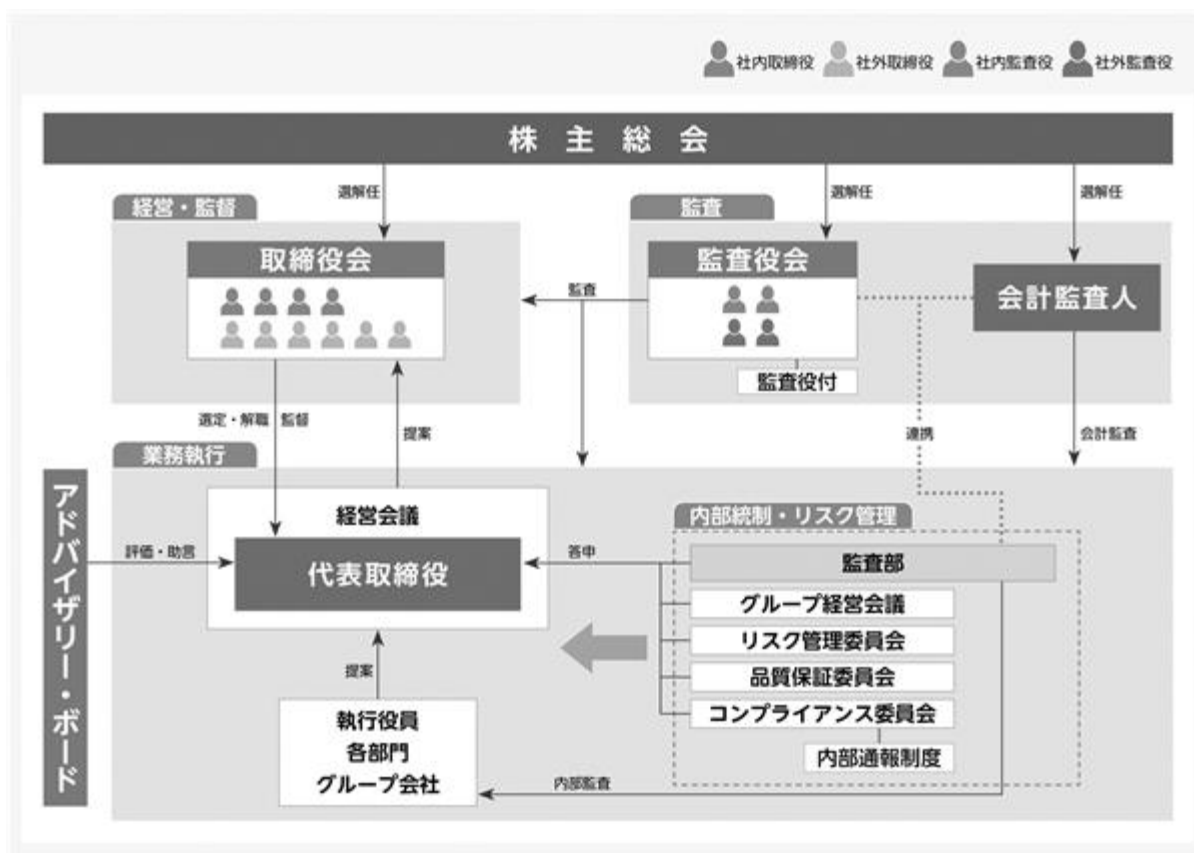 社内取締役 社外取締役 社内監査役 社外監査役
株主総会
選解任 選解任 選解任
経営・監督
監査
取締役会
監査役会
会計監査人
監査
監査役付
選定・解職 監督
提案
連携
会計監査
業務執行
アドバイザリー・ボード
経営会議
代表取締役
評価・助言
答申
内部統制・リスク管理
監査部
グループ経営会議
リスク管理委員会
品質保証委員会
コンプライアンス委員会
内部通報制度
提案
執行役員
各部門
グループ会社
内部監査